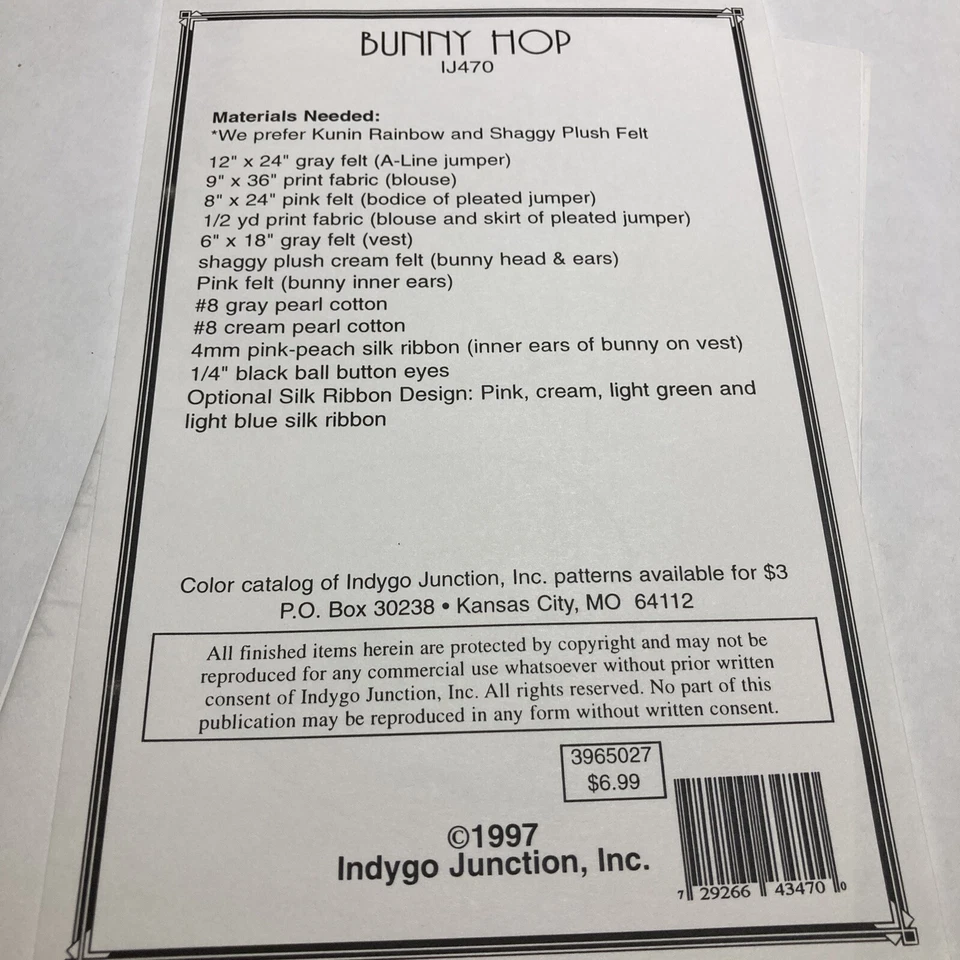 BUNNY HOP
IJ470
Materials Needed:
*We prefer Kunin Rainbow and Shaggy Plush Felt
12" x 24" gray felt (A-Line jumper)
9" x 36" print fabric (blouse)
8" x 24" pink felt (bodice of pleated jumper)
1/2 yd print fabric (blouse and skirt of pleated jumper)
6" x 18" gray felt (vest)
shaggy plush cream felt (bunny head & ears)
Pink felt (bunny inner ears)
#8 gray pearl cotton
#8 cream pearl cotton
4mm pink-peach silk ribbon (inner ears of bunny on vest)
1/4" black ball button eyes
Optional Silk Ribbon Design: Pink, cream, light green and
light blue silk ribbon
Color catalog of Indygo Junction, Inc. patterns available for $3
P.O. Box 30238 • Kansas City, MO 64112
All finished items herein are protected by copyright and may not be
reproduced for any commercial use whatsoever without prior written
consent of Indygo Junction, Inc. All rights reserved. No part of this
publication may be reproduced in any form without written consent.
3965027
$6.99
©1997
Indygo Junction, Inc.
7 29266 43470 0